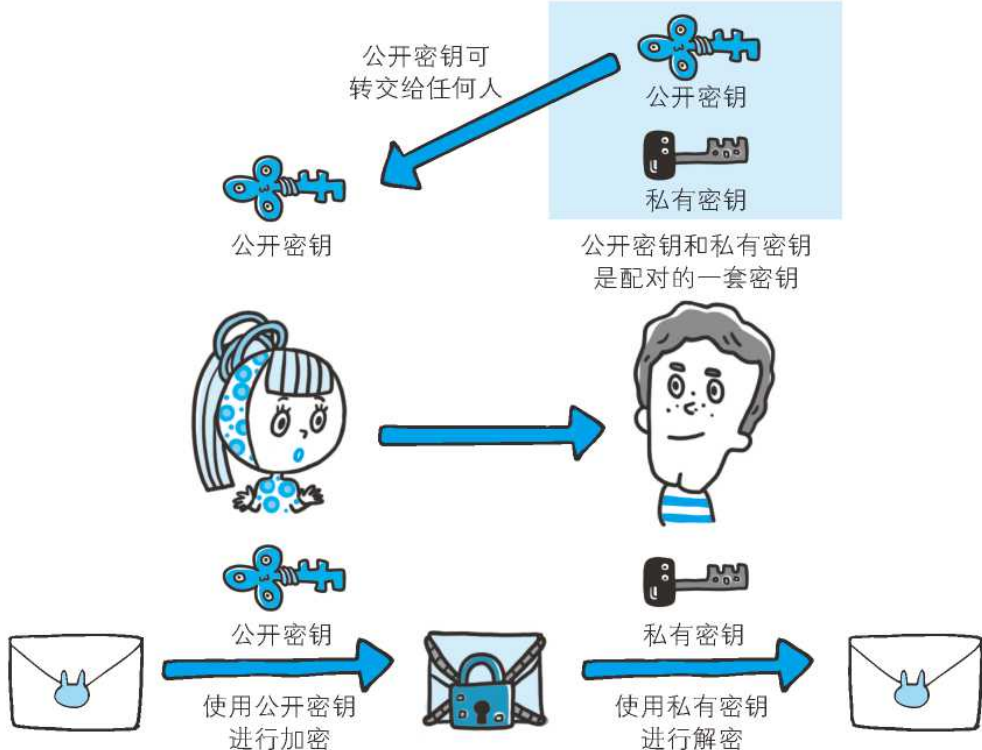 公开密钥可
转交给任何人
公开密钥
私有密钥
公开密钥
公开密钥和私有密钥
是配对的一套密钥
公开密钥
私有密钥
使用公开密钥
进行加密
使用私有密钥
进行解密